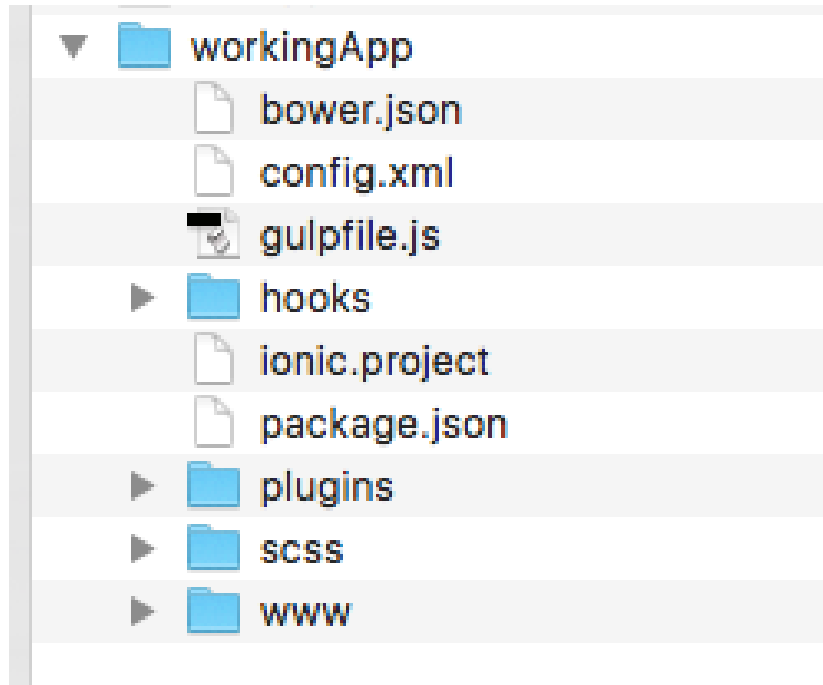 workingApp
bower.json
config.xml
gulpfile.js
hooks
ionic.project
package.json
plugins
scss
www